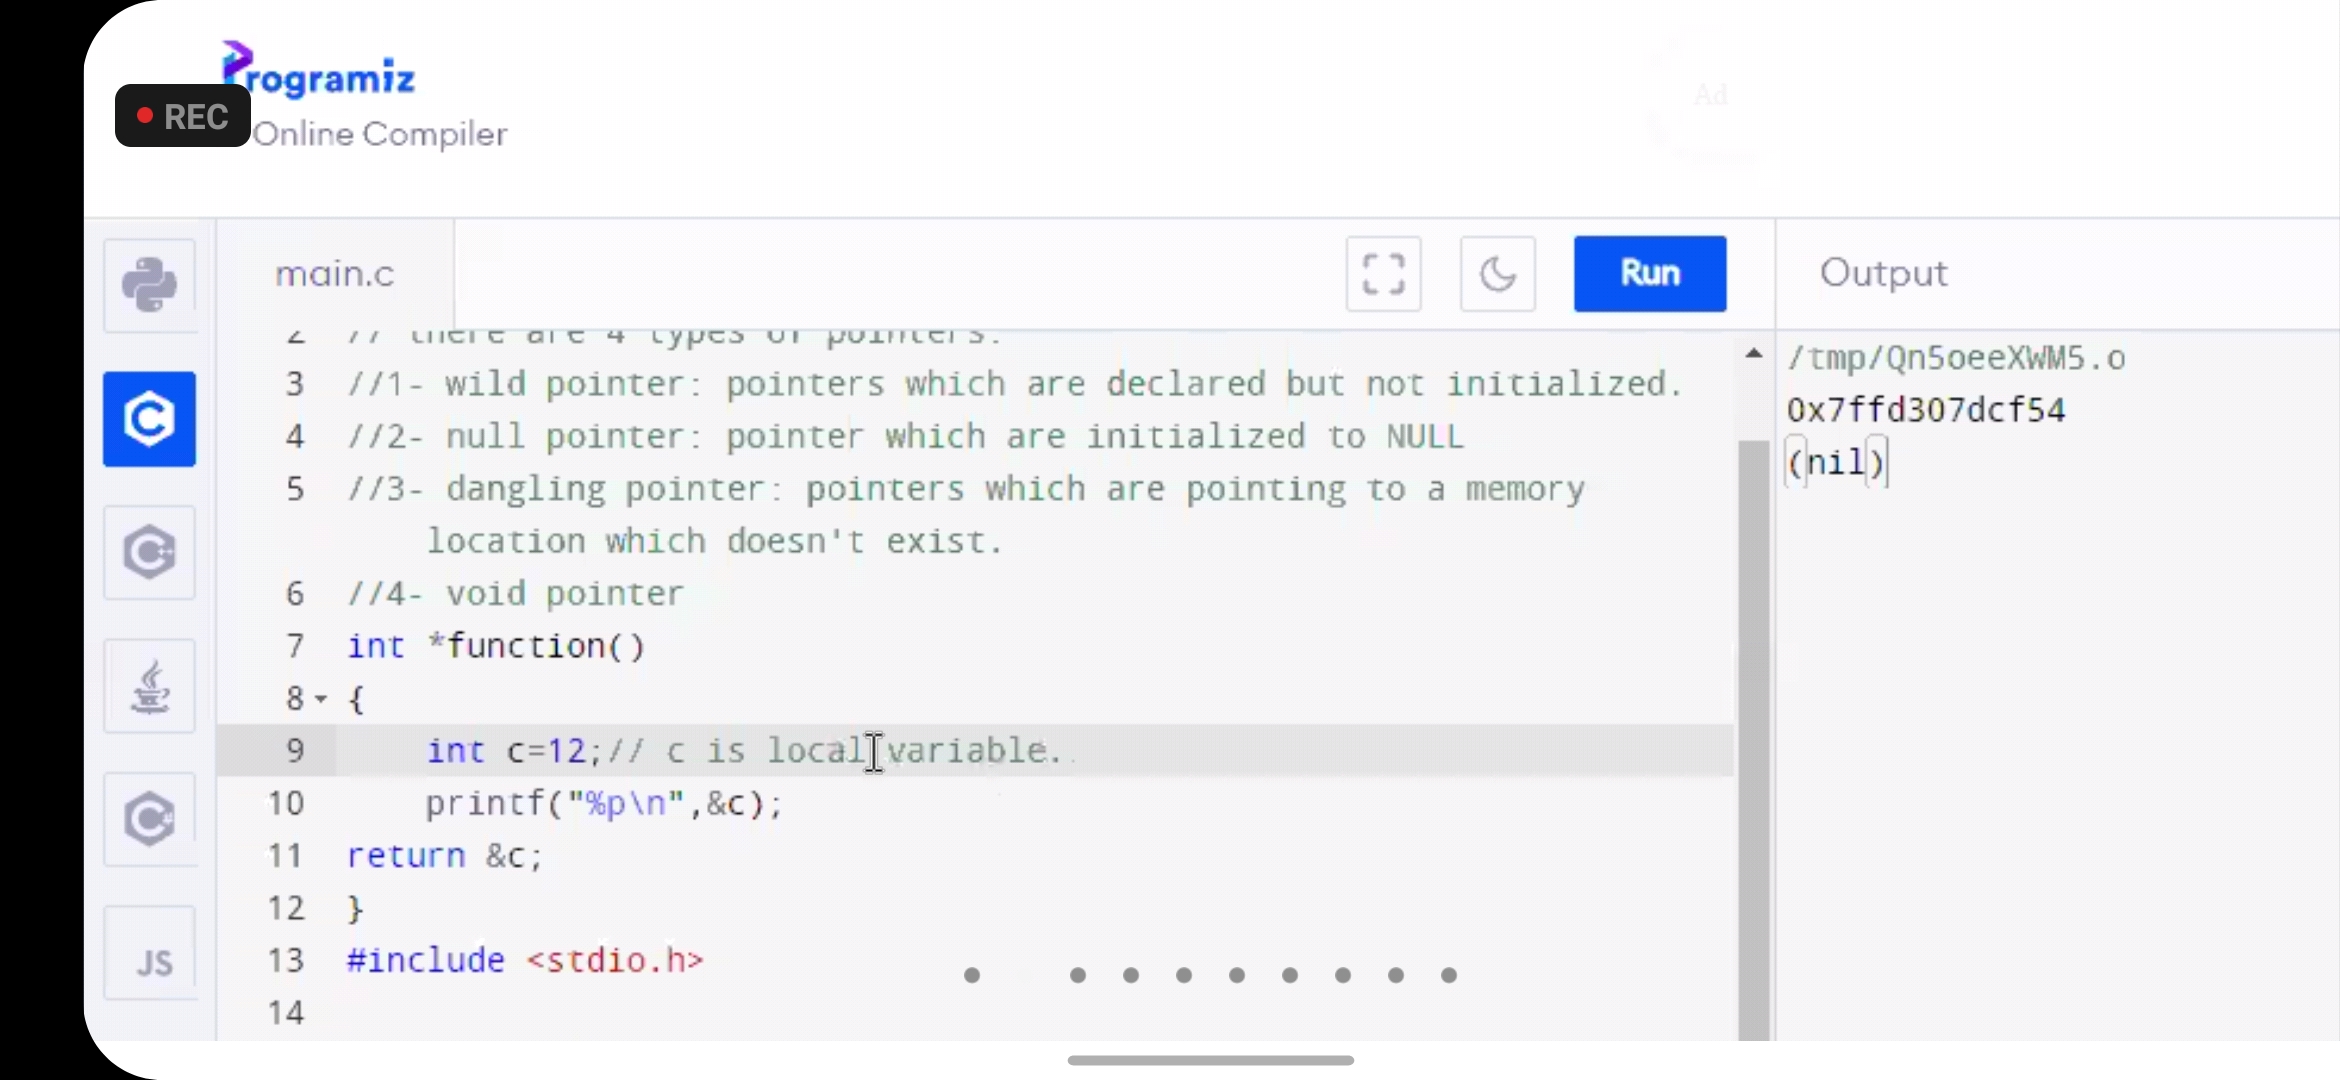 Programiz
REC
Online Compiler
Ad
main.c
Run
Output
2 // there are 4 types of pointers.
3 //1- wild pointer: pointers which are declared but not initialized.
4 //2- null pointer: pointer which are initialized to NULL
5 //3- dangling pointer: pointers which are pointing to a memory
location which doesn't exist.
6 //4- void pointer
7 int *function()
8 {
9 int c=12;// c is local variable.
10 printf("%p\n",&c);
11 return &c;
12 }
13 #include <stdio.h>
14
/tmp/Qn5oeeXWM5.o
0x7ffd307dcf54
(nil)
JS